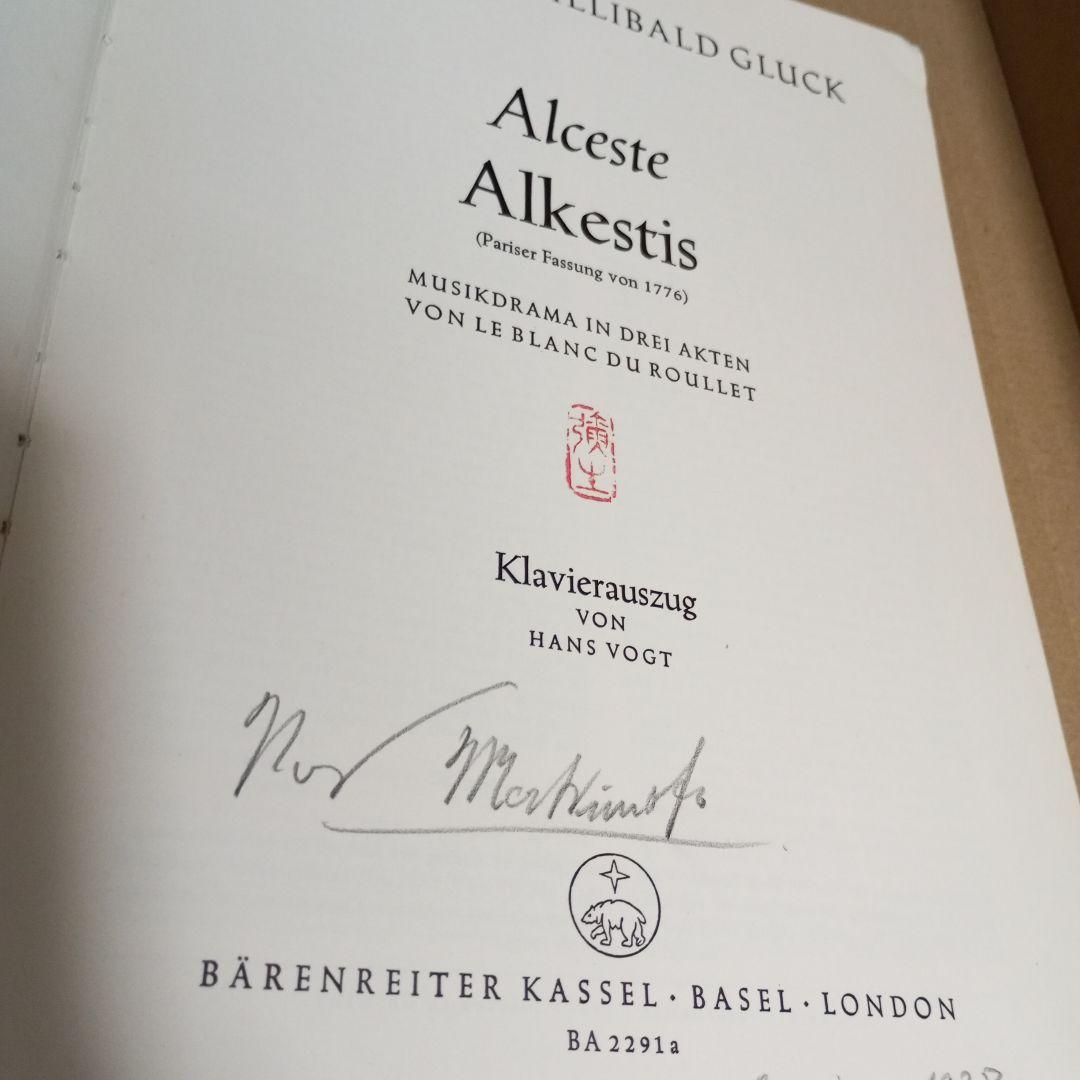 LLIBALD GLUCK
Alceste
Alkestis
(Pariser Fassung von 1776)
MUSIKDRAMA IN DREI AKTEN
VON LE BLANC DU ROULLET
Klavierauszug
VON
HANS VOGT
BÄRENREITER KASSEL · BASEL · LONDON
BA 2291a